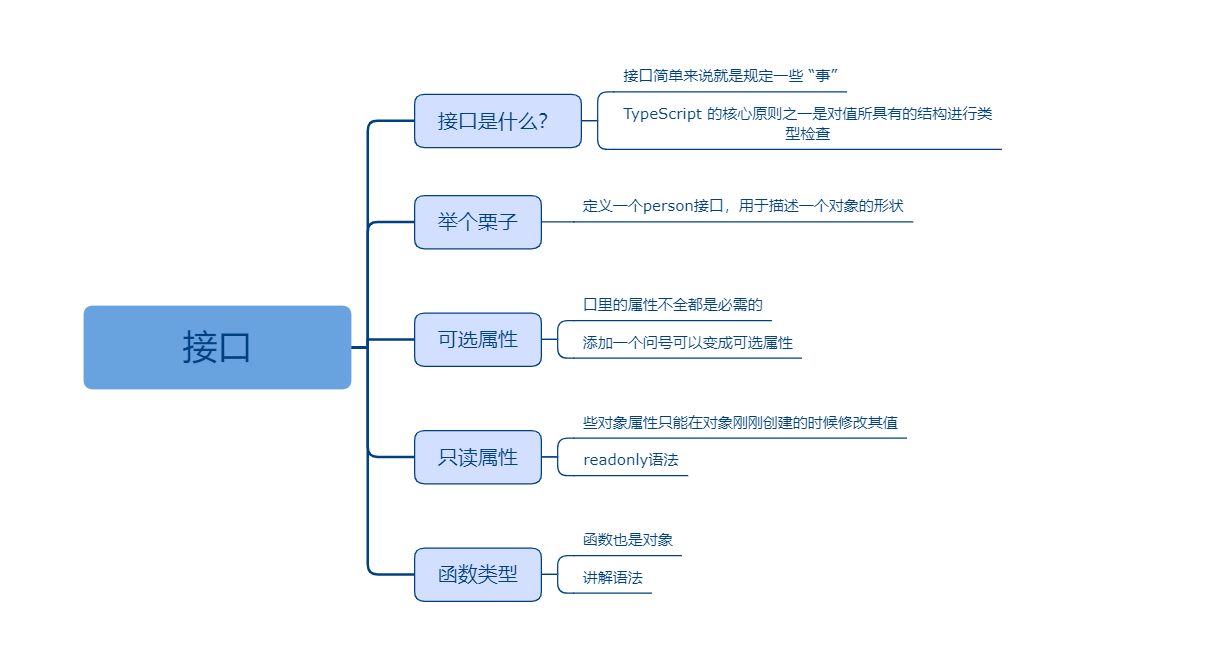 接口
接口是什么？
接口简单来说就是规定一些 “事”
TypeScript 的核心原则之一是对值所具有的结构进行类
型检查
举个栗子
定义一个person接口，用于描述一个对象的形状
可选属性
口里的属性不全都是必需的
添加一个问号可以变成可选属性
只读属性
些对象属性只能在对象刚刚创建的时候修改其值
readonly语法
函数类型
函数也是对象
讲解语法